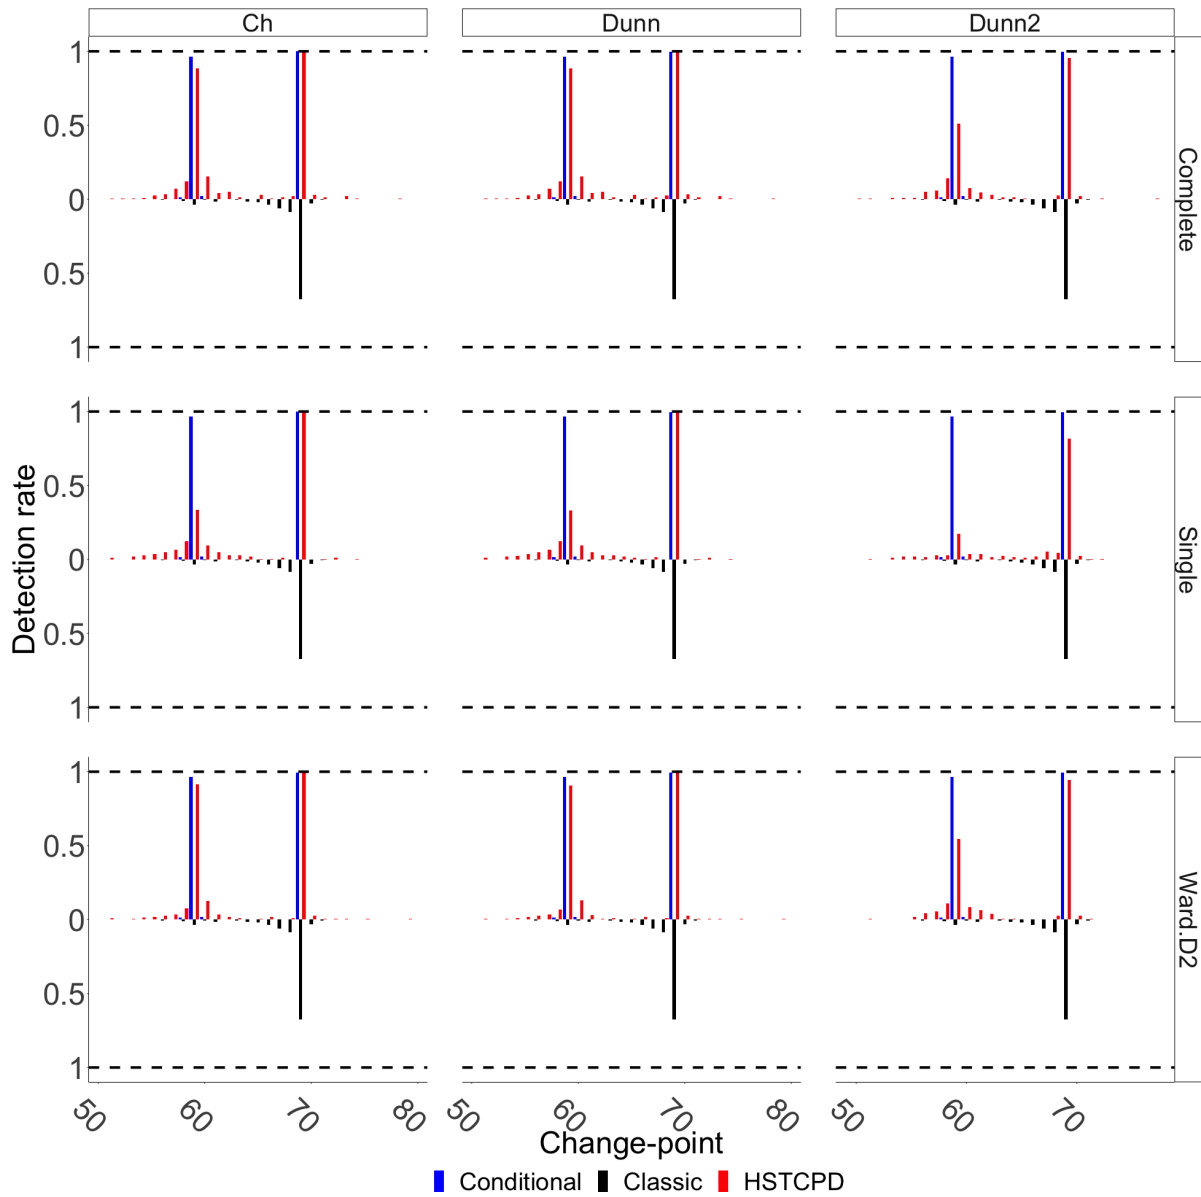 Ch Dunn Dunn2
1
0.5
0
0.5
1
Complete
1
0.5
0
0.5
1
Single
1
0.5
0
0.5
1
Ward.D2
Detection rate
50 60 70 80 50 60 70 80 50 60 70
Change-point
Conditional Classic HSTCPD